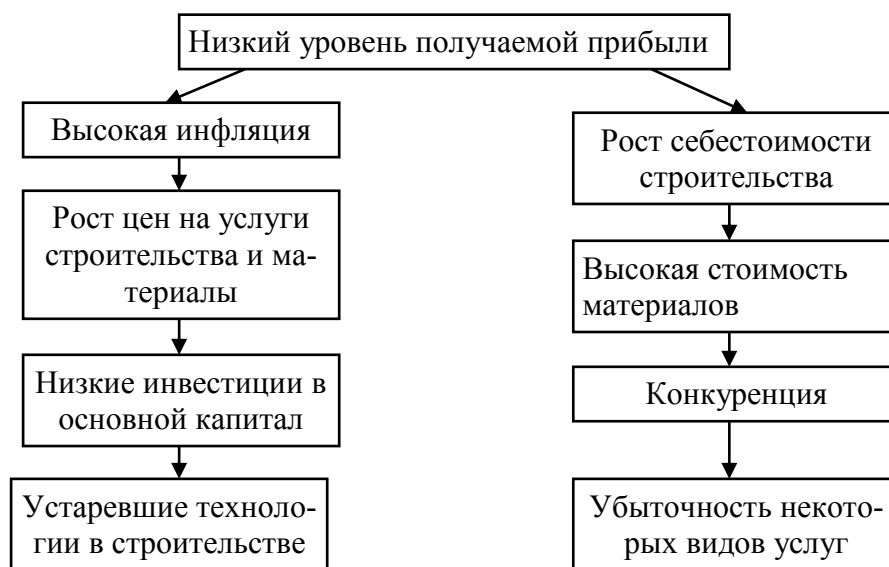 Низкий уровень получаемой прибыли
Высокая инфляция
Рост цен на услуги
строительства и ма-
териалы
Низкие инвестиции в
основной капитал
Устаревшие техноло-
гии в строительстве
Рост себестоимости
строительства
Высокая стоимость
материалов
Конкуренция
Убыточность некото-
рых видов услуг